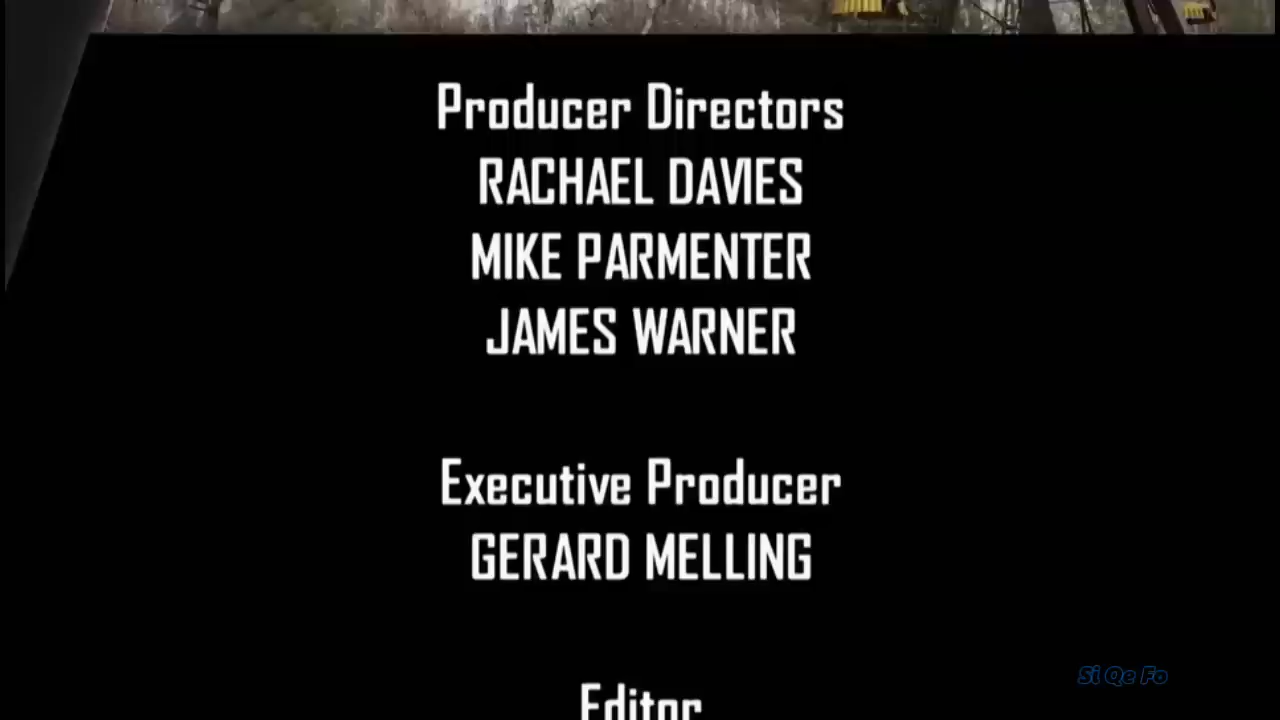 Producer Directors
RACHAEL DAVIES
MIKE PARMENTER
JAMES WARNER
Executive Producer
GERARD MELLING
Editor
Si Qe Fo